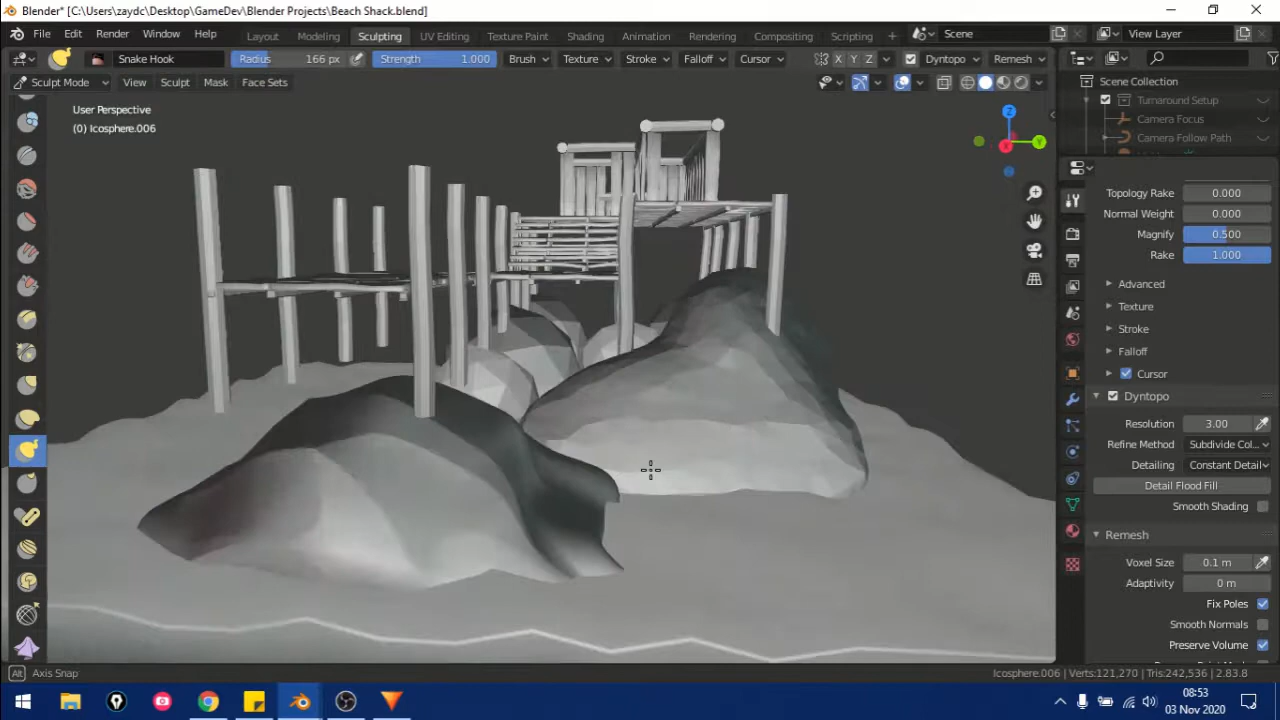 Blender* [C:\Users\zaydc\Desktop\GameDev\Blender Projects\Beach Shack.blend]
File Edit Render Window Help Layout Modeling Sculpting UV Editing Texture Paint Shading Animation Rendering Compositing Scripting + Scene View Layer
Snake Hook Radius 166 px Strength 1.000 Brush Texture Stroke Falloff Cursor X Y Z Dyntopo Remesh
Sculpt Mode View Sculpt Mask Face Sets
Scene Collection
Turnaround Setup
Camera Focus
Camera Follow Path
User Perspective
(0) Icosphere.006
Z
Y
X
Topology Rake 0.000
Normal Weight 0.000
Magnify 0.500
Rake 1.000
Advanced
Texture
Stroke
Falloff
Cursor
Dyntopo
Resolution 3.00
Refine Method Subdivide Col...
Detailing Constant Detail
Detail Flood Fill
Smooth Shading
Remesh
Voxel Size 0.1 m
Adaptivity 0 m
Fix Poles
Smooth Normals
Preserve Volume
Alt Axis Snap
Icosphere.006 | Verts:121,270 | Tris:242,536 | 2.83.8
08:53
03 Nov 2020